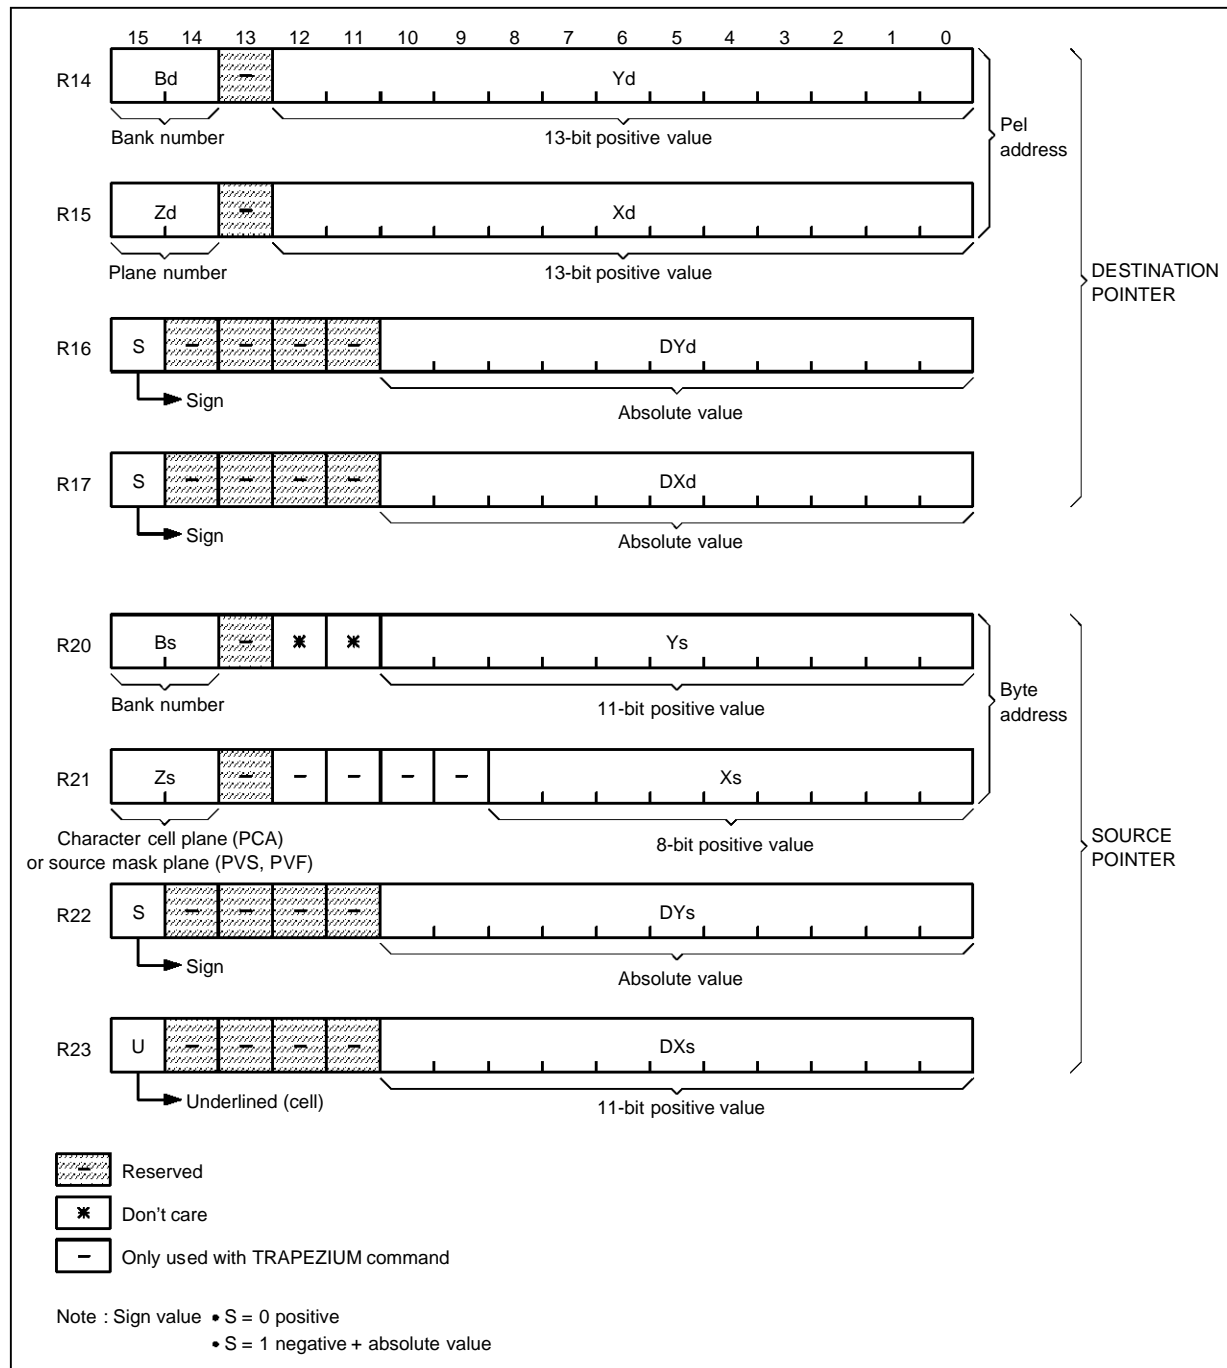 15 14 13 12 11 10 9 8 7 6 5 4 3 2 1 0
R14 Bd – Yd
Bank number 13-bit positive value
Pel
address
R15 Zd – Xd
Plane number 13-bit positive value
DESTINATION
POINTER
R16 S – – – – DYd
Sign Absolute value
R17 S – – – – DXd
Sign Absolute value
R20 Bs – * * Ys
Bank number 11-bit positive value
Byte
address
R21 Zs – – – – – Xs
Character cell plane (PCA)
or source mask plane (PVS, PVF)
8-bit positive value
SOURCE
POINTER
R22 S – – – – DYs
Sign Absolute value
R23 U – – – – DXs
Underlined (cell) 11-bit positive value
– Reserved
* Don't care
– Only used with TRAPEZIUM command
Note : Sign value • S = 0 positive
• S = 1 negative + absolute value